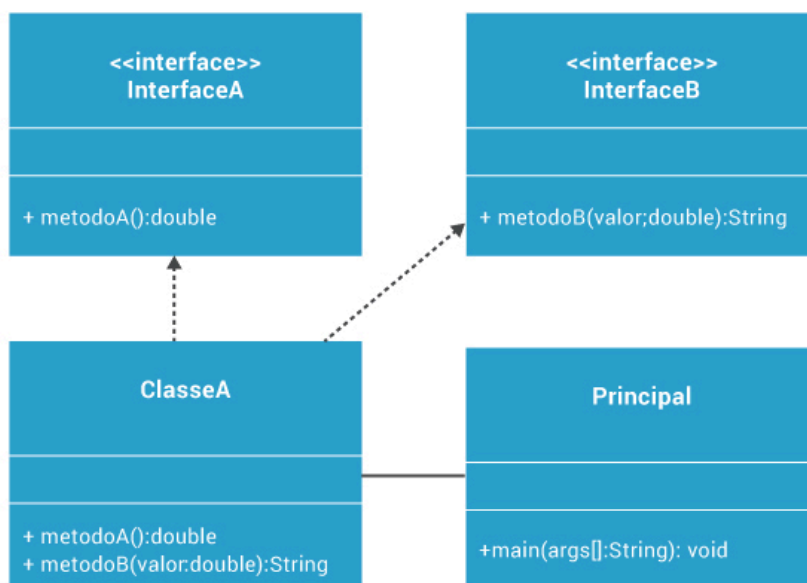 <<interface>>
InterfaceA
+ metodoA():double
<<interface>>
InterfaceB
+ metodoB(valor;double):String
ClasseA
+ metodoA():double
+ metodoB(valor:double):String
Principal
+main(args[]:String): void